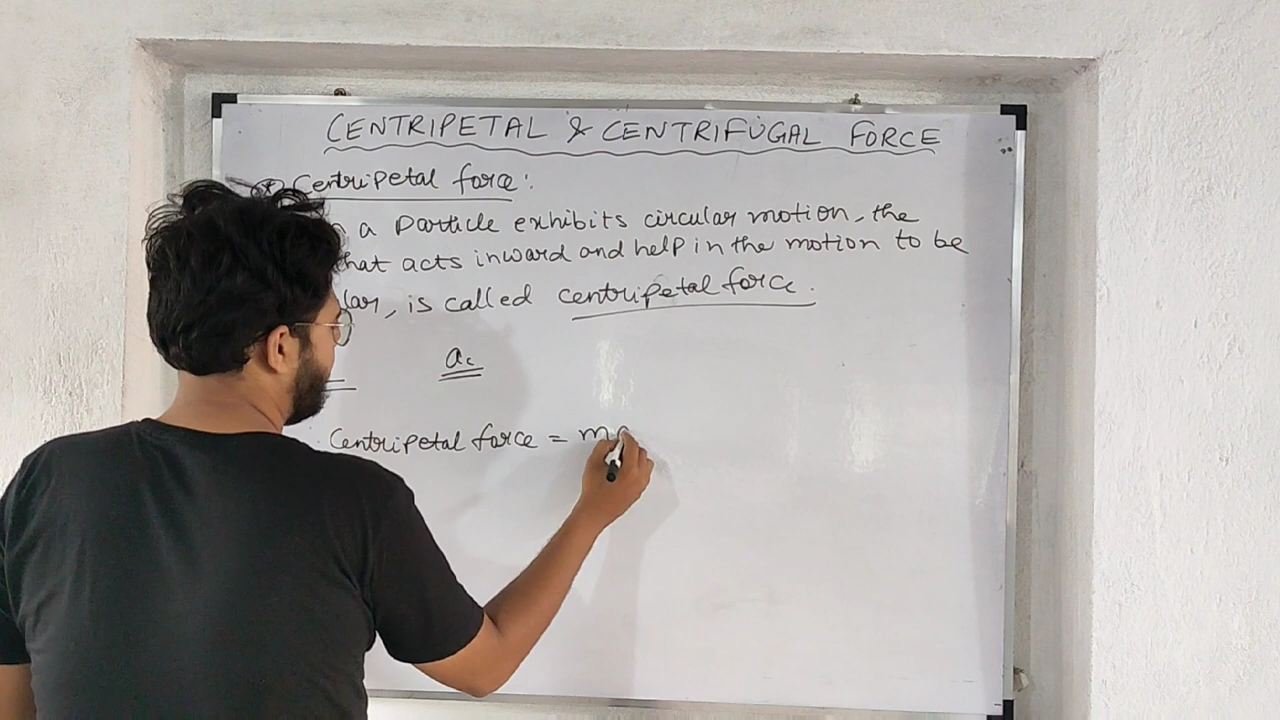 CENTRIPETAL & CENTRIFUGAL FORCE
Centripetal force:
a Particle exhibits circular motion, the
acts inward and help in the motion to be
is called centripetal force.
ac
Centripetal force = m